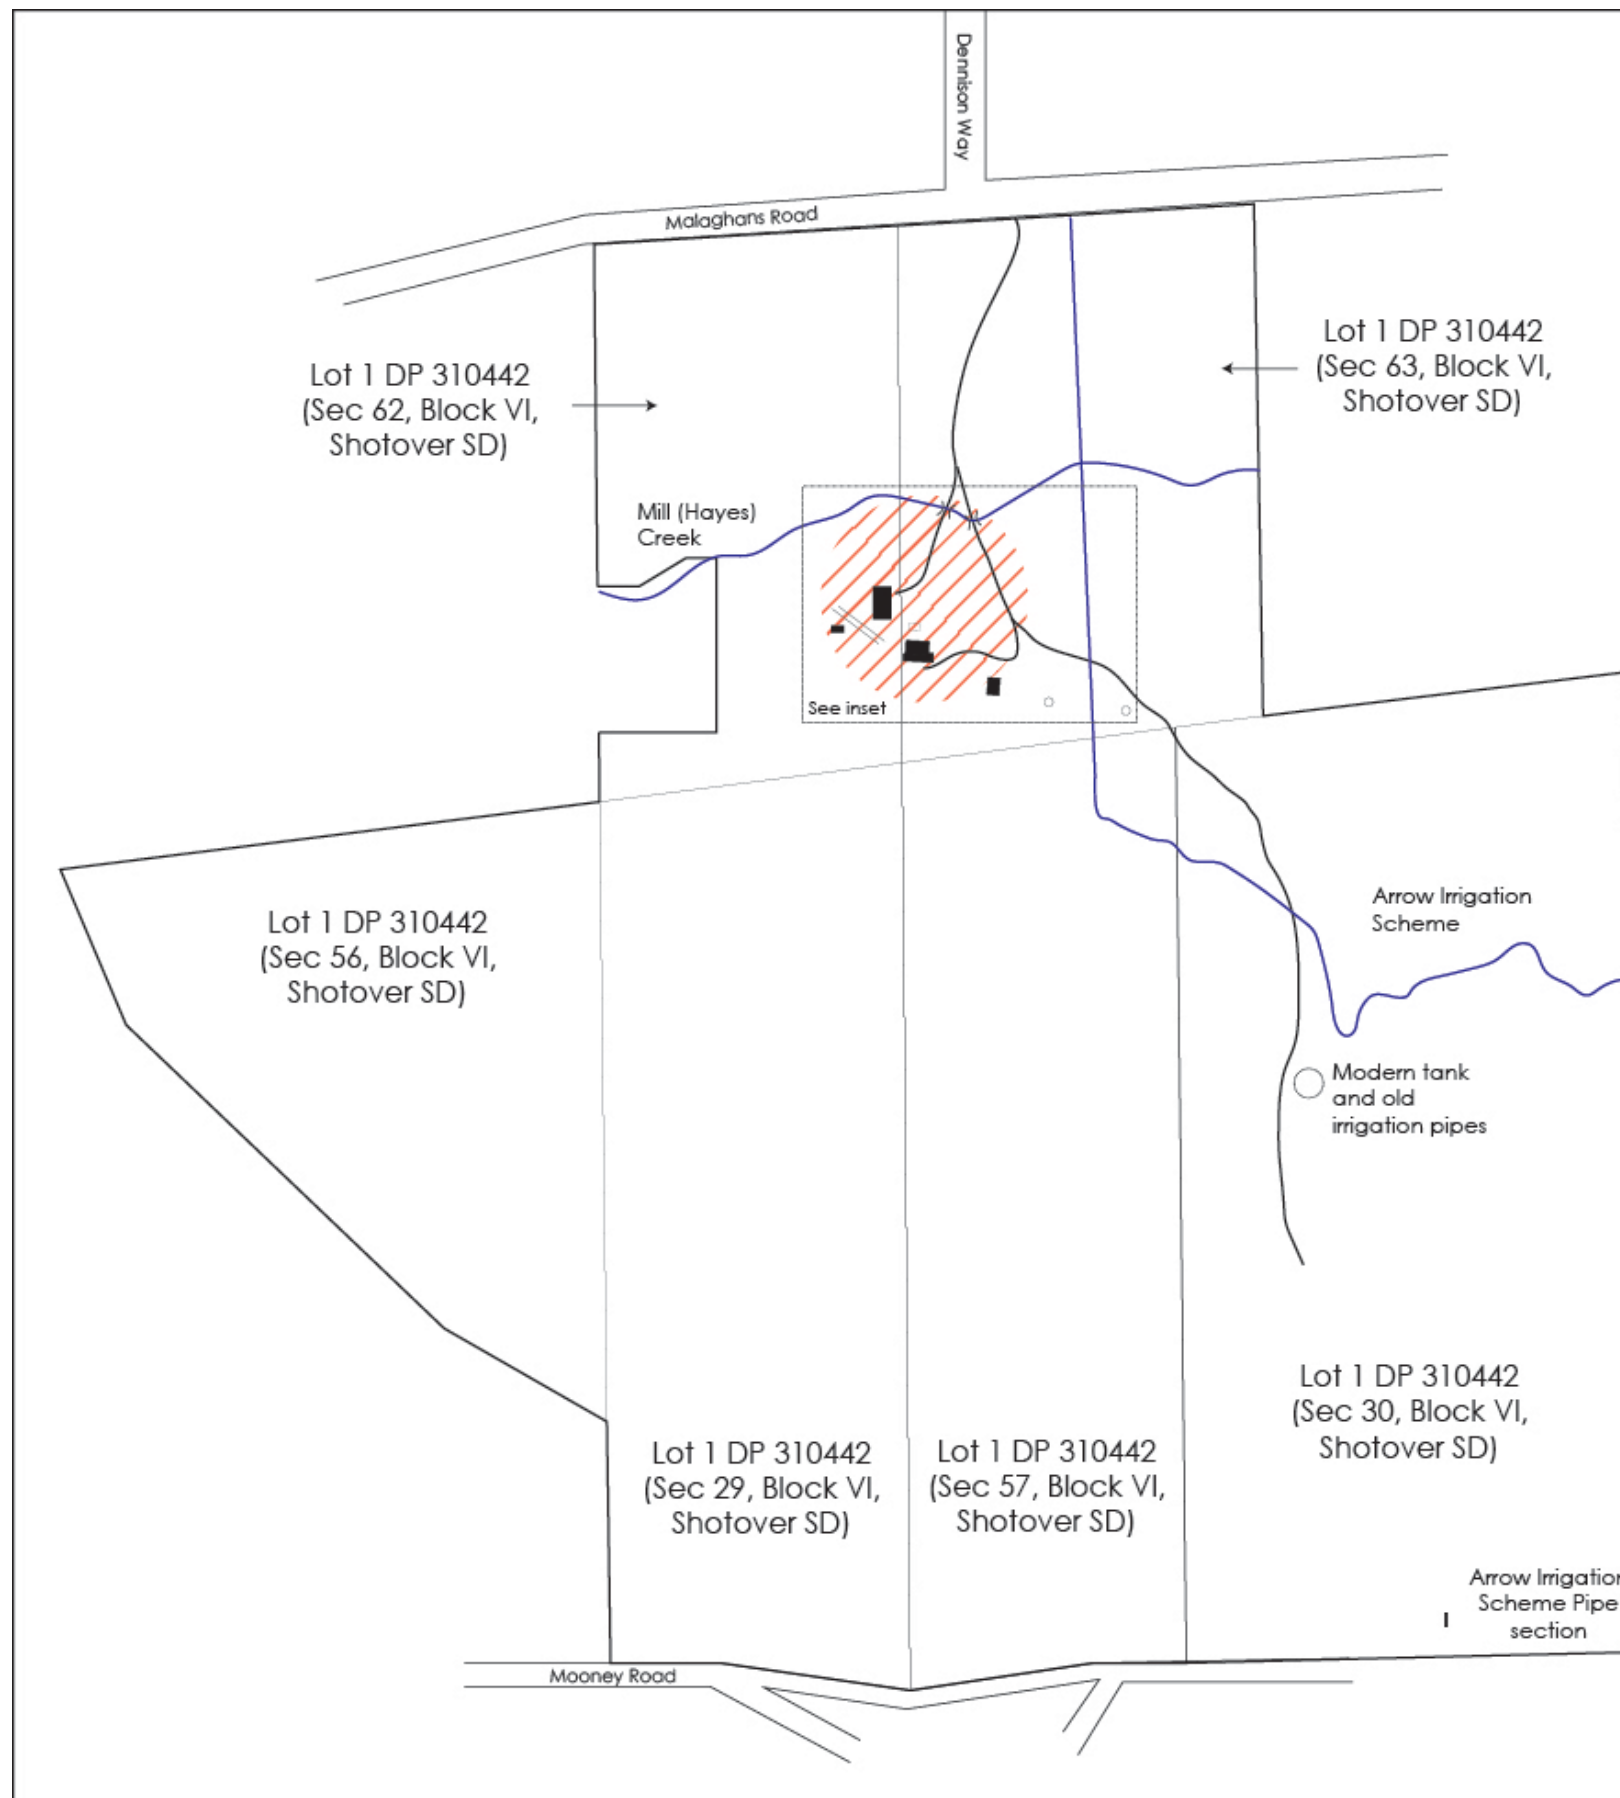 Dennison Way
Malaghans Road
Lot 1 DP 310442
(Sec 63, Block VI,
Shotover SD)
Lot 1 DP 310442
(Sec 62, Block VI,
Shotover SD)
Mill (Hayes)
Creek
See inset
Arrow Irrigation
Scheme
Lot 1 DP 310442
(Sec 56, Block VI,
Shotover SD)
Modern tank
and old
irrigation pipes
Lot 1 DP 310442
(Sec 30, Block VI,
Shotover SD)
Lot 1 DP 310442
(Sec 29, Block VI,
Shotover SD)
Lot 1 DP 310442
(Sec 57, Block VI,
Shotover SD)
Arrow Irrigation
Scheme Pipe
section
Mooney Road